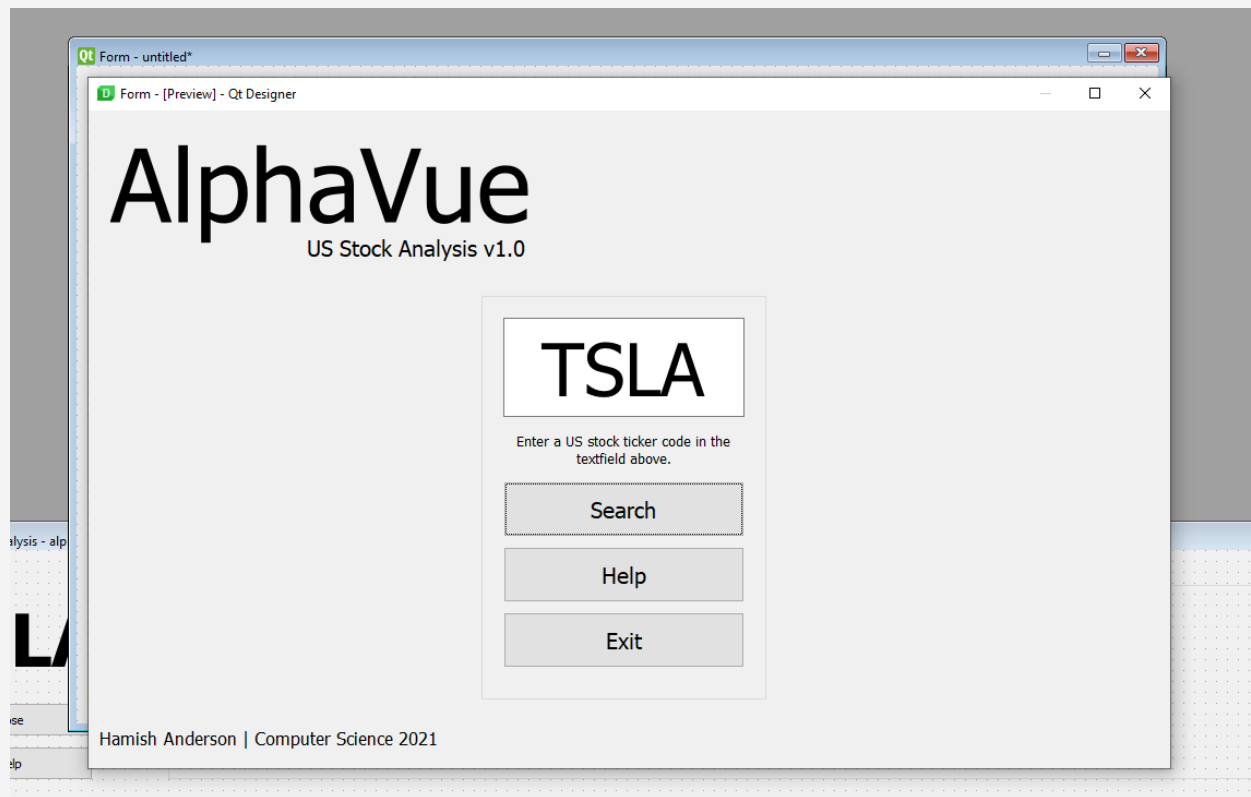 Form - untitled*
Form - [Preview] - Qt Designer
AlphaVue
US Stock Analysis v1.0
TSLA
Enter a US stock ticker code in the
textfield above.
Search
Help
Exit
Hamish Anderson | Computer Science 2021